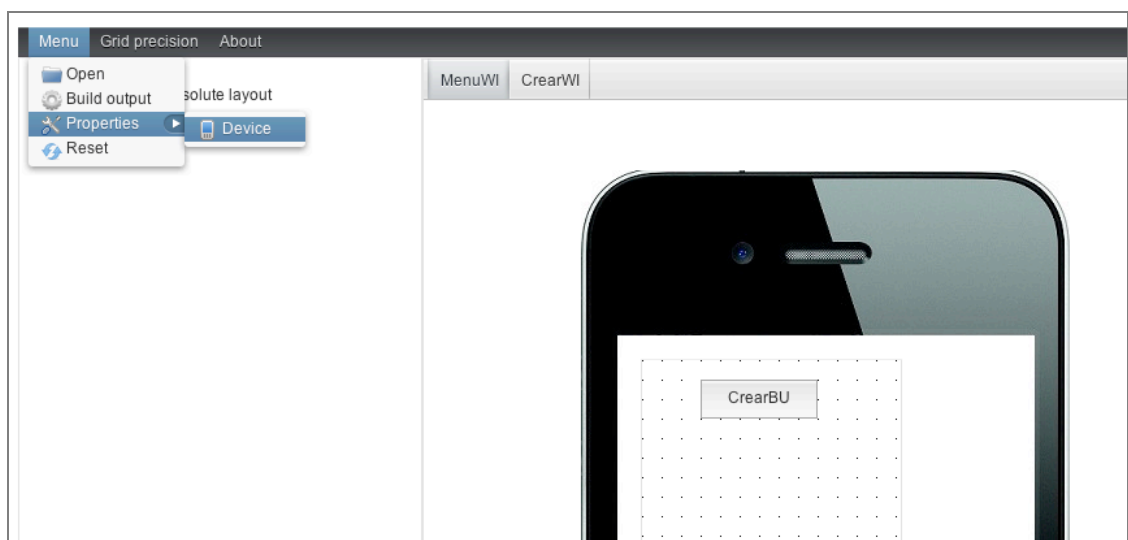 Menu Grid precision About
Open
Build output
Properties
Reset
solute layout
Device
MenuWI CrearWI
CrearBU